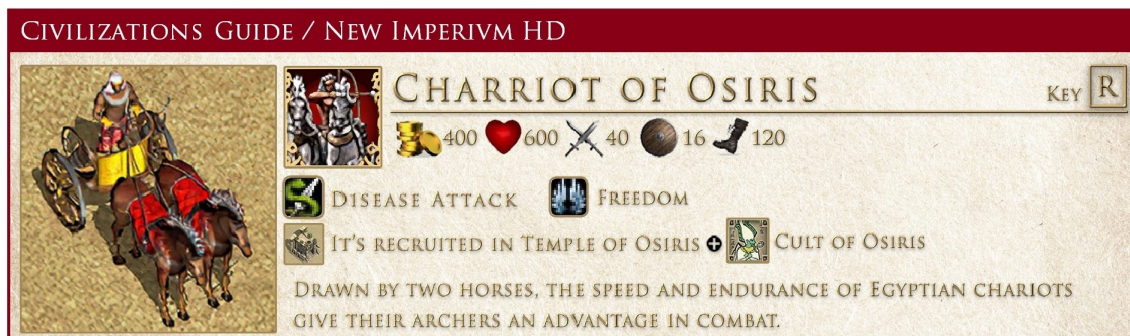 Civilizations Guide / New Imperivm HD
Charriot of Osiris
Key R
400 600 40 16 120
Disease Attack Freedom
It's recruited in Temple of Osiris + Cult of Osiris
Drawn by two horses, the speed and endurance of Egyptian chariots
give their archers an advantage in combat.